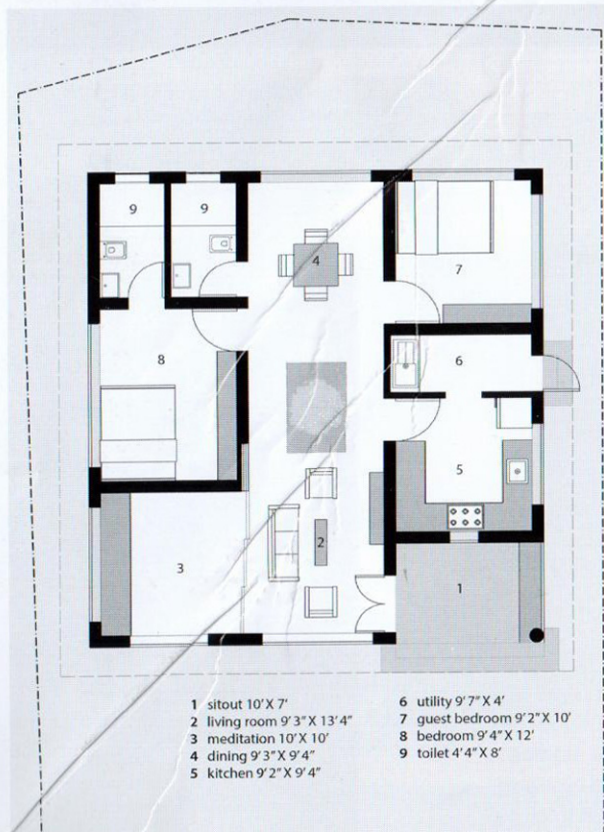 9
9
4
7
8
6
5
3
2
1
1 sitout 10' X 7'
2 living room 9' 3" X 13' 4"
3 meditation 10' X 10'
4 dining 9' 3" X 9' 4"
5 kitchen 9' 2" X 9' 4"
6 utility 9' 7" X 4'
7 guest bedroom 9' 2" X 10'
8 bedroom 9' 4" X 12'
9 toilet 4' 4" X 8'